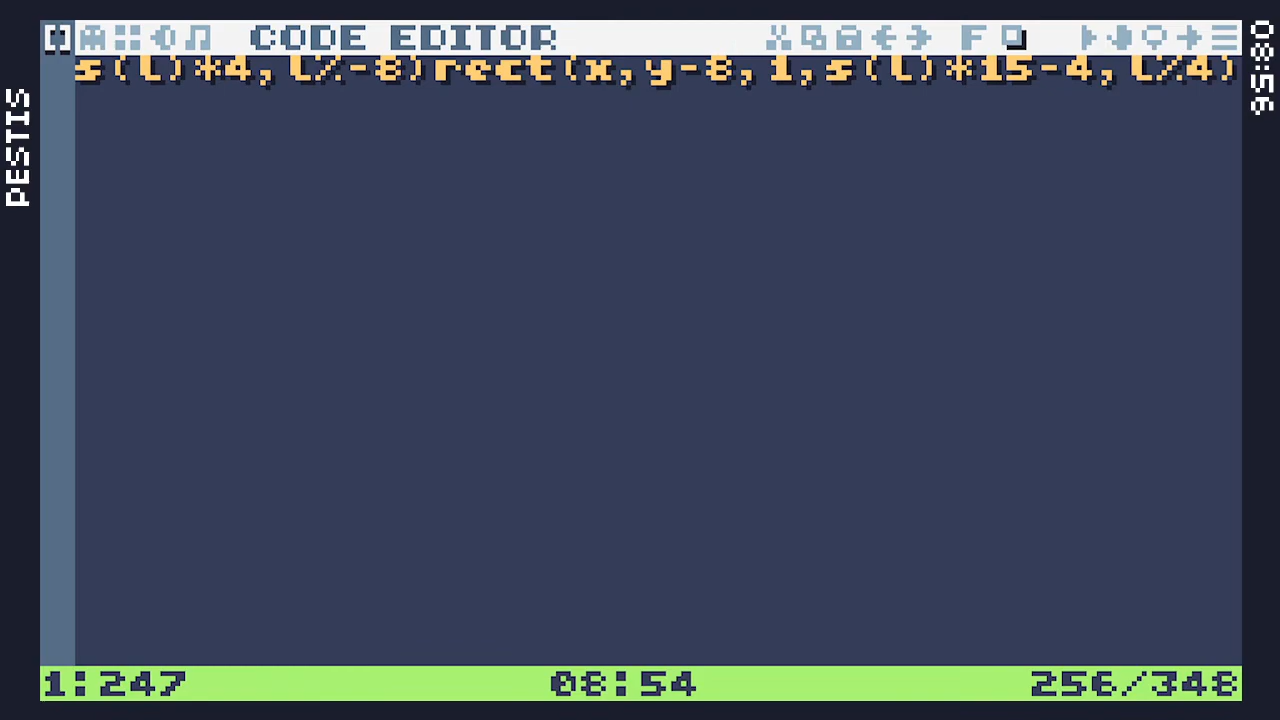 CODE EDITOR
F
s(l)*4,l%-8)rect(x,y-8,1,s(l)*15-4,l%4)
PESTIS
08:56
1:247 08:54 256/348